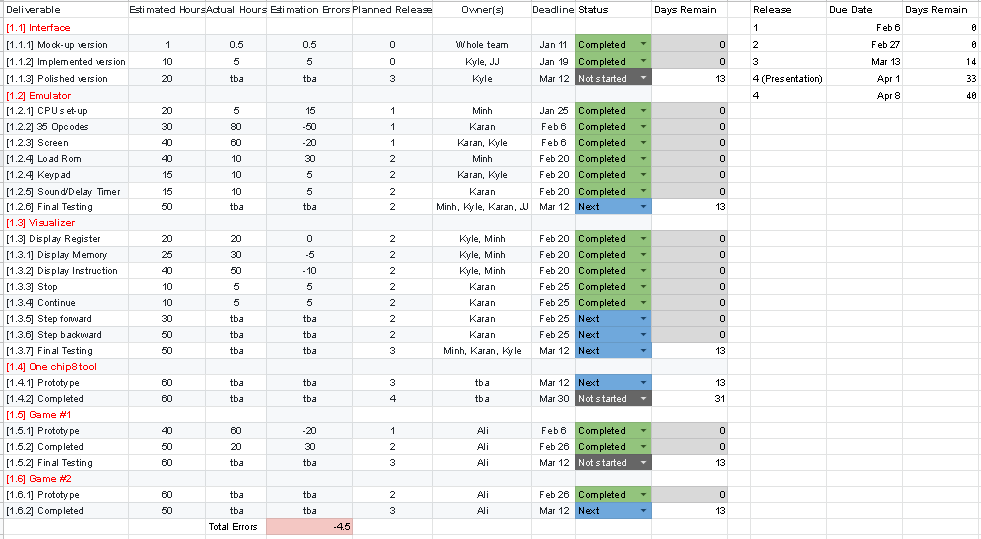 Deliverable Estimated Hours Actual Hours Estimation Errors Planned Release Owner(s) Deadline Status Days Remain Release Due Date Days Remain
[1.1] Interface 1 Feb 6 0
[1.1.1] Mock-up version 1 0.5 0.5 0 Whole team Jan 11 Completed 0 2 Feb 27 0
[1.1.2] Implemented version 10 5 5 0 Kyle, JJ Jan 19 Completed 0 3 Mar 13 14
[1.1.3] Polished version 20 tba tba 3 Kyle Mar 12 Not started 13 4 (Presentation) Apr 1 33
[1.2] Emulator 4 Apr 8 40
[1.2.1] CPU set-up 20 5 15 1 Minh Jan 25 Completed 0
[1.2.2] 35 Opcodes 30 80 -50 1 Karan Feb 6 Completed 0
[1.2.3] Screen 40 60 -20 1 Karan, Kyle Feb 6 Completed 0
[1.2.4] Load Rom 40 10 30 2 Minh Feb 20 Completed 0
[1.2.4] Keypad 15 10 5 2 Karan, Kyle Feb 20 Completed 0
[1.2.5] Sound/Delay Timer 15 10 5 2 Karan Feb 20 Completed 0
[1.2.6] Final Testing 50 tba tba 2 Minh, Kyle, Karan, JJ Mar 12 Next 13
[1.3] Visualizer
[1.3] Display Register 20 20 0 2 Kyle, Minh Feb 20 Completed 0
[1.3.1] Display Memory 25 30 -5 2 Kyle, Minh Feb 20 Completed 0
[1.3.2] Display Instruction 40 50 -10 2 Kyle, Minh Feb 20 Completed 0
[1.3.3] Stop 10 5 5 2 Karan Feb 25 Completed 0
[1.3.4] Continue 10 5 5 2 Karan Feb 25 Completed 0
[1.3.5] Step forward 30 tba tba 2 Karan Feb 25 Next 0
[1.3.6] Step backward 50 tba tba 2 Karan Feb 25 Next 0
[1.3.7] Final Testing 50 tba tba 3 Minh, Karan, Kyle Mar 12 Next 13
[1.4] One chip8 tool
[1.4.1] Prototype 60 tba tba 3 tba Mar 12 Next 13
[1.4.2] Completed 60 tba tba 4 tba Mar 30 Not started 31
[1.5] Game #1
[1.5.1] Prototype 40 60 -20 1 Ali Feb 6 Completed 0
[1.5.2] Completed 50 20 30 2 Ali Feb 26 Completed 0
[1.5.2] Final Testing 60 tba tba 3 Ali Mar 12 Not started 13
[1.6] Game #2
[1.6.1] Prototype 60 tba tba 2 Ali Feb 26 Completed 0
[1.6.2] Completed 50 tba tba 3 Ali Mar 12 Next 13
Total Errors -4.5